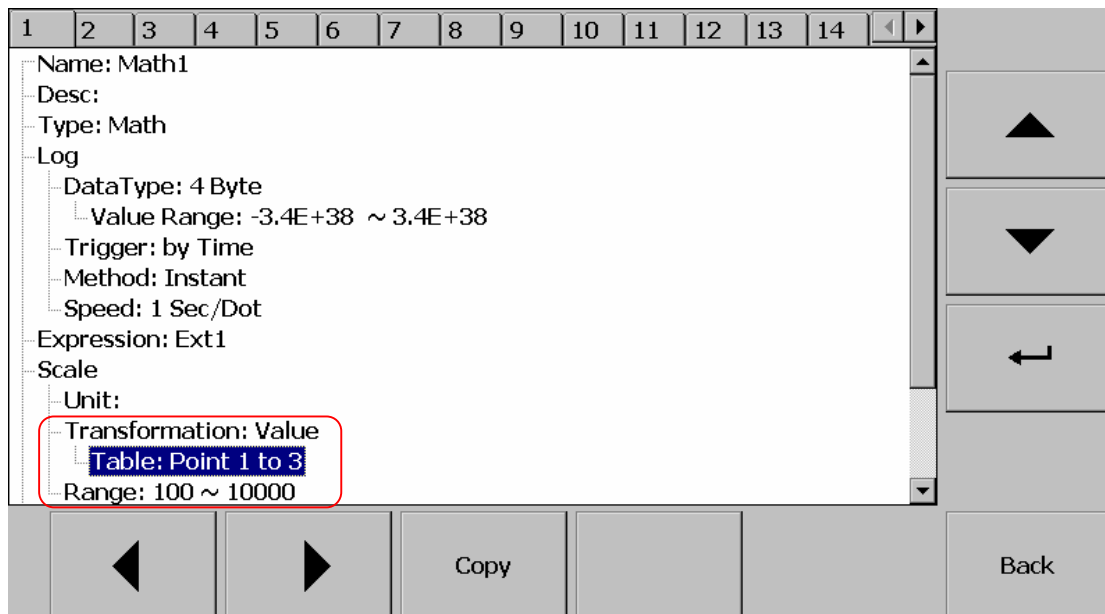 1 2 3 4 5 6 7 8 9 10 11 12 13 14
Name: Math1
Desc:
Type: Math
Log
DataType: 4 Byte
Value Range: -3.4E+38 ~ 3.4E+38
Trigger: by Time
Method: Instant
Speed: 1 Sec/Dot
Expression: Ext1
Scale
Unit:
Transformation: Value
Table: Point 1 to 3
Range: 100 ~ 10000
Copy
Back